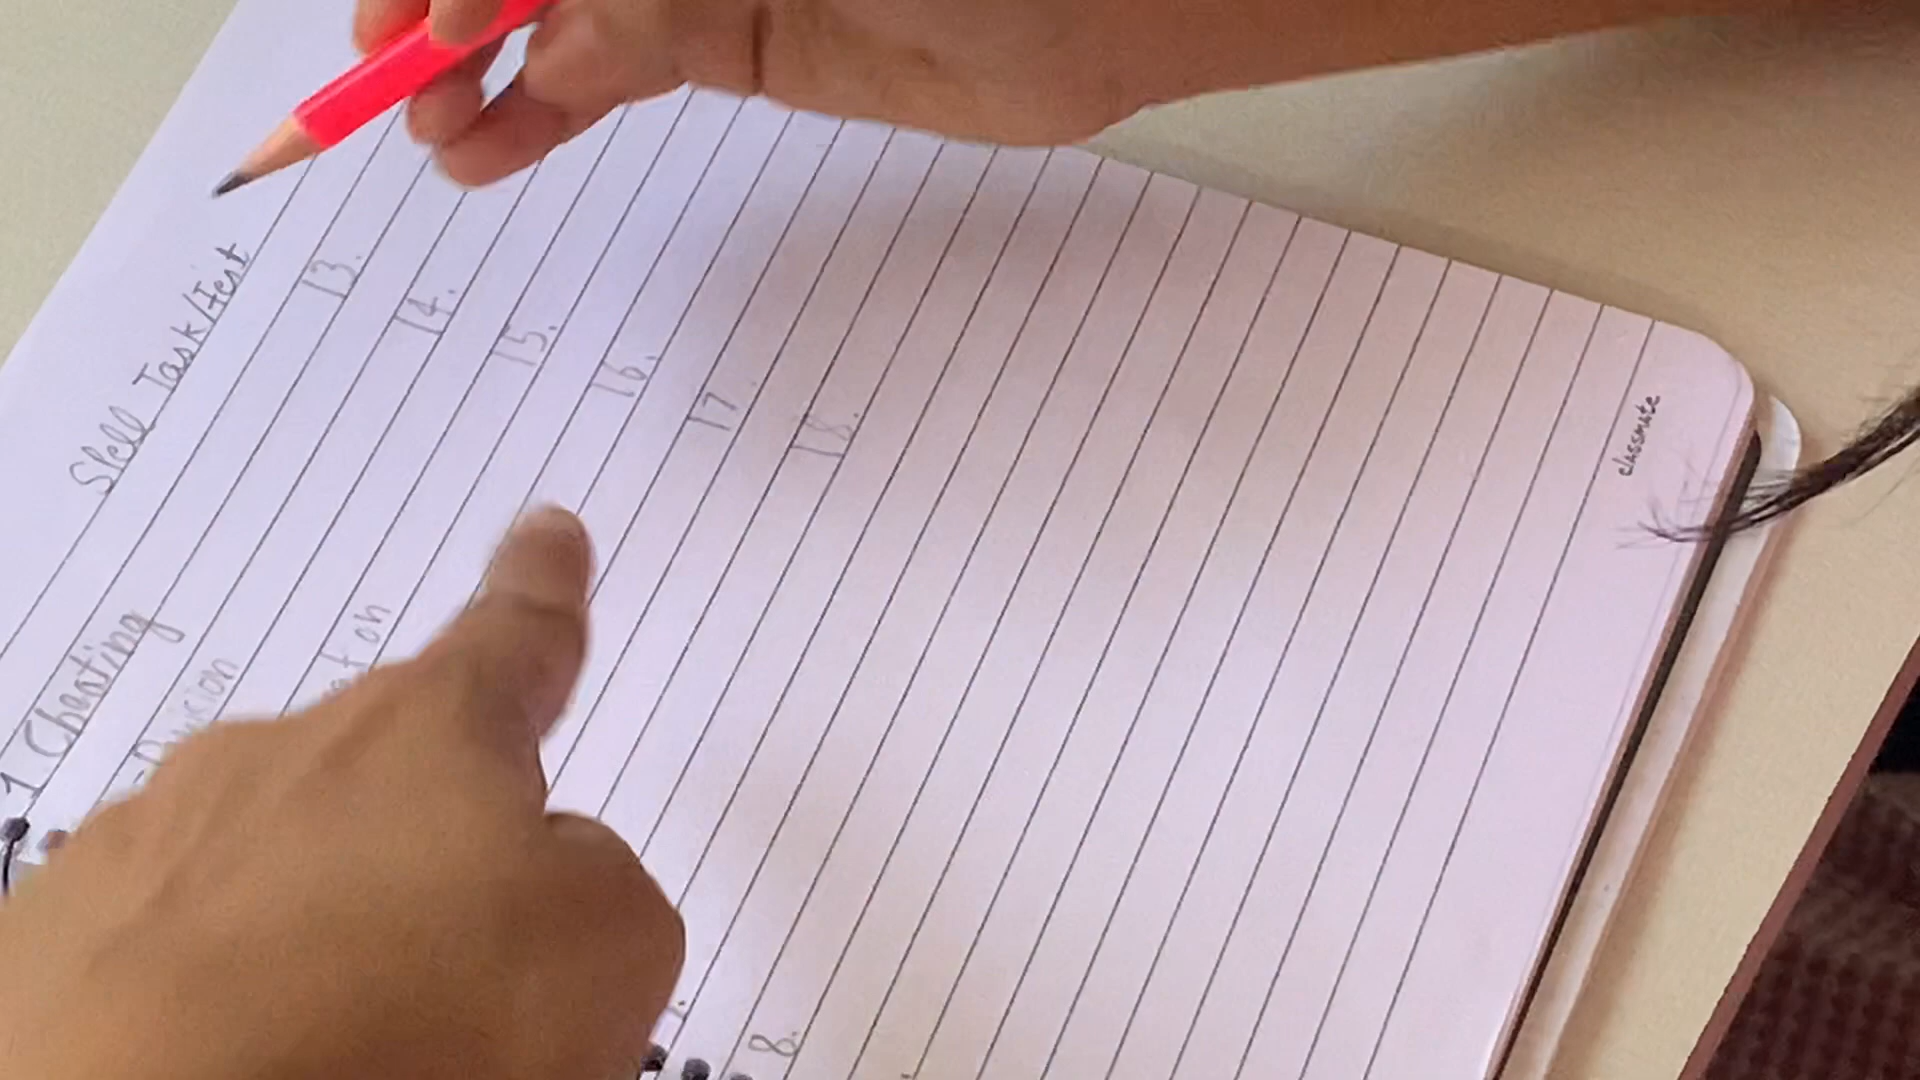 Spell Task/Test
1 Cheating
13.
14.
15.
16.
17.
18.
8.
classmate